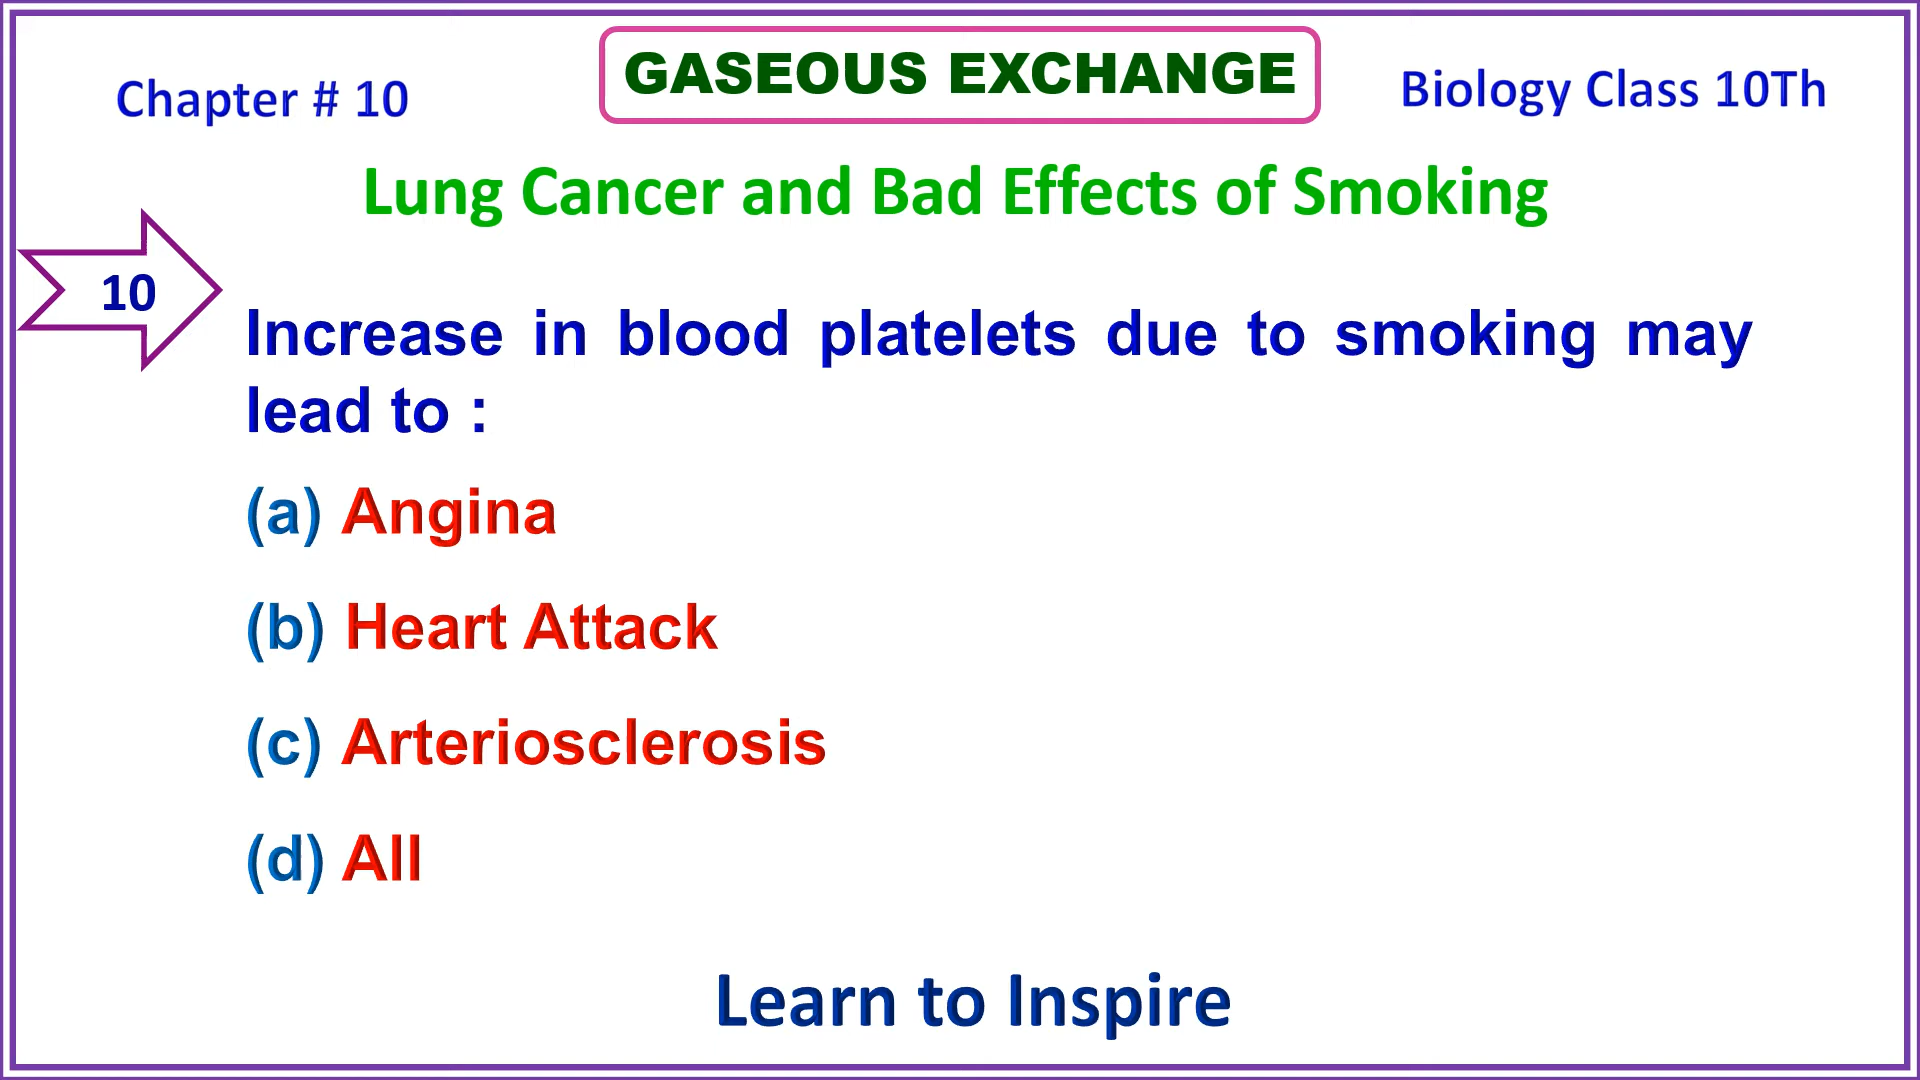 GASEOUS EXCHANGE
Chapter # 10
Biology Class 10Th
Lung Cancer and Bad Effects of Smoking
10
Increase in blood platelets due to smoking may
lead to :
(a) Angina
(b) Heart Attack
(c) Arteriosclerosis
(d) All
Learn to Inspire